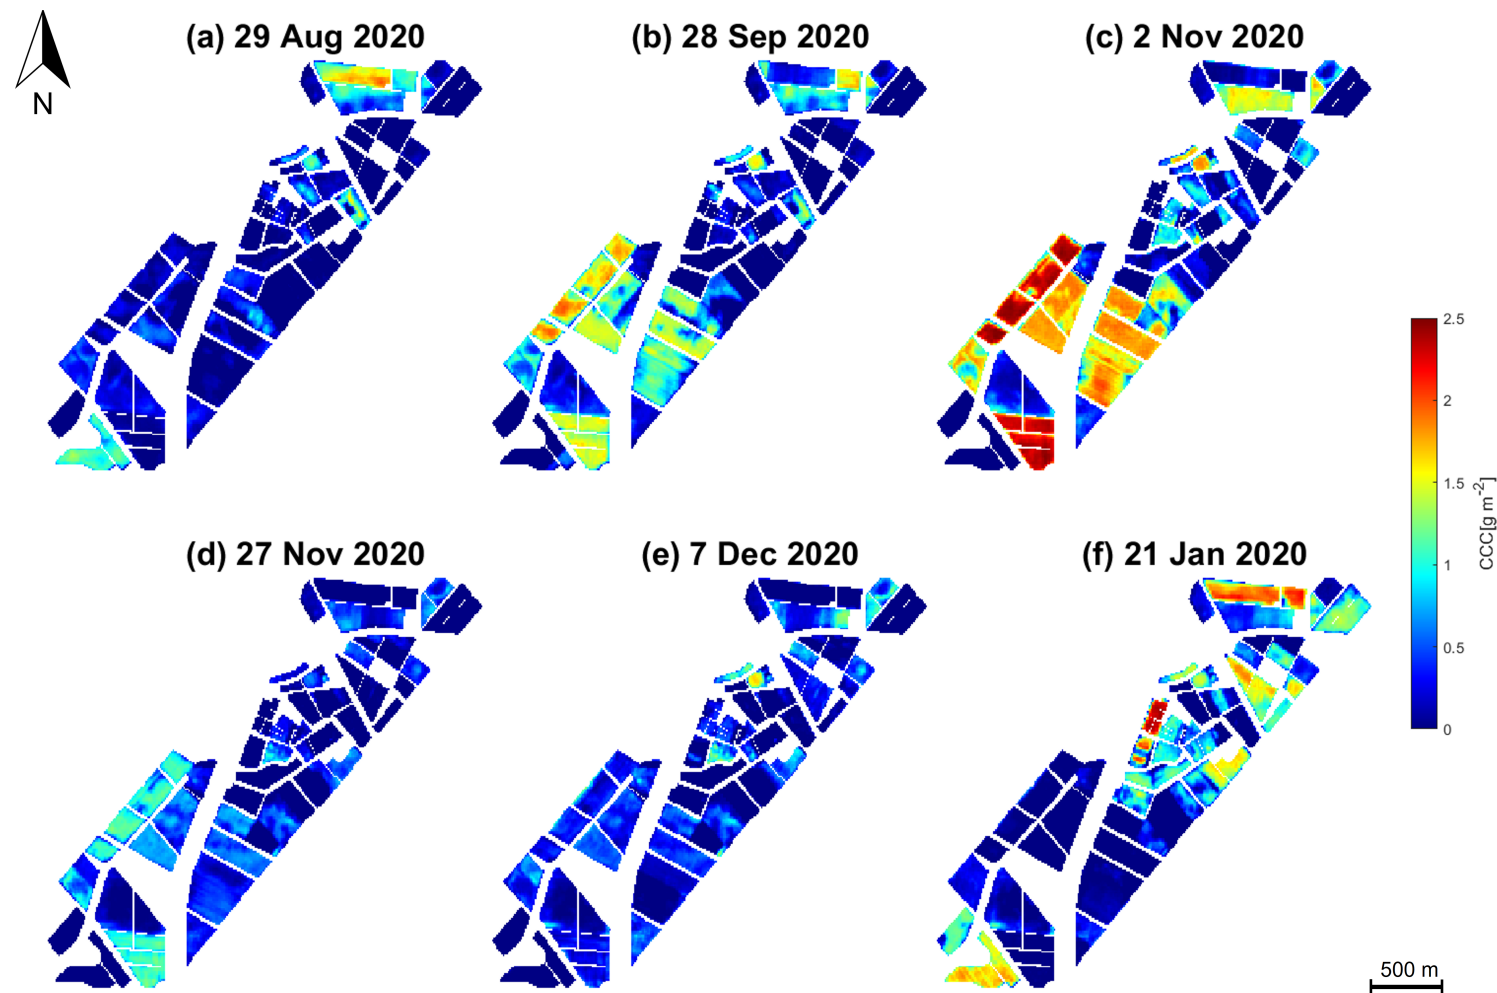 (a) 29 Aug 2020
(b) 28 Sep 2020
(c) 2 Nov 2020
N
2.5
2
1.5
1
0.5
0
CCC[g m-2]
(d) 27 Nov 2020
(e) 7 Dec 2020
(f) 21 Jan 2020
500 m